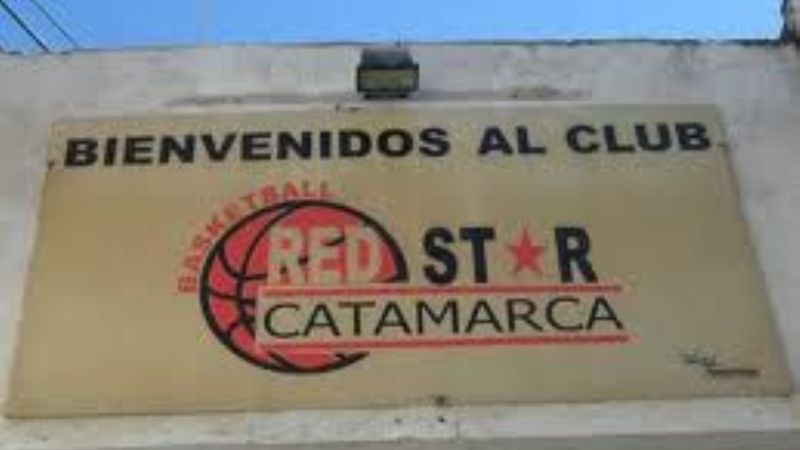 BIENVENIDOS AL CLUB
BASKETBALL
RED ST★R
CATAMARCA